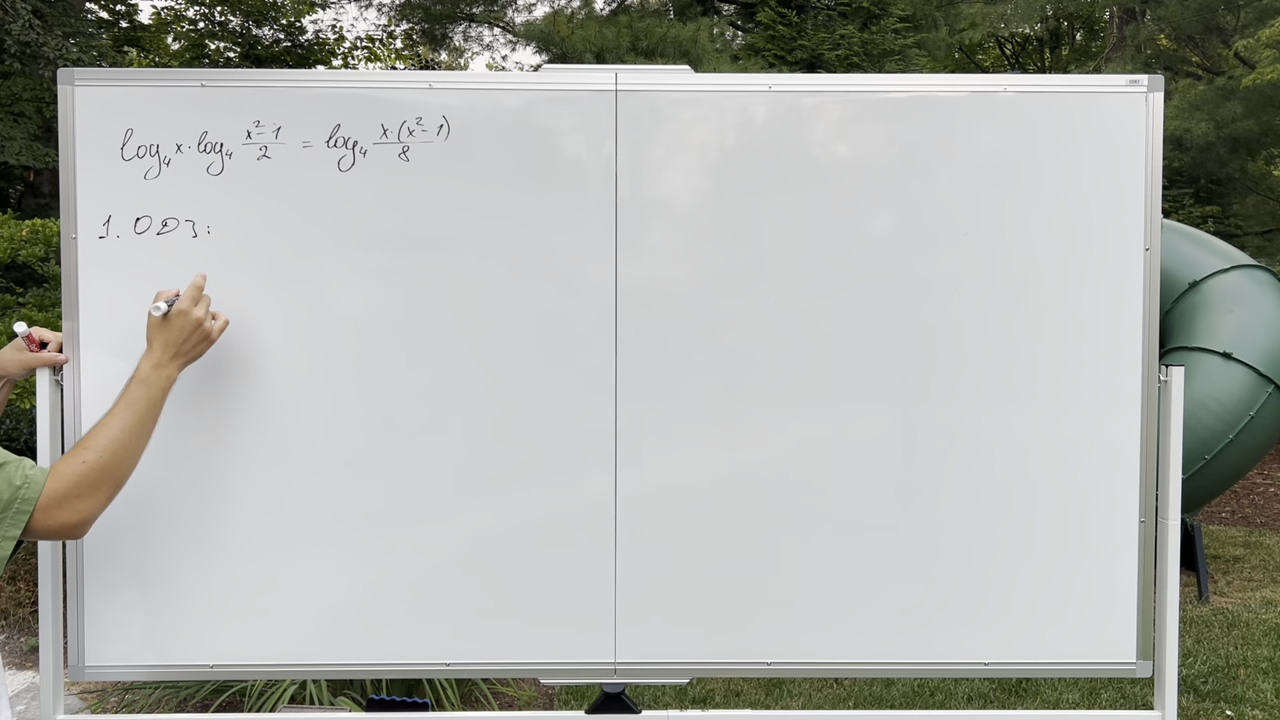 log₄ x · log₄ (x² - 1)/2 = log₄ (x · (x² - 1))/8
1. ОДЗ: